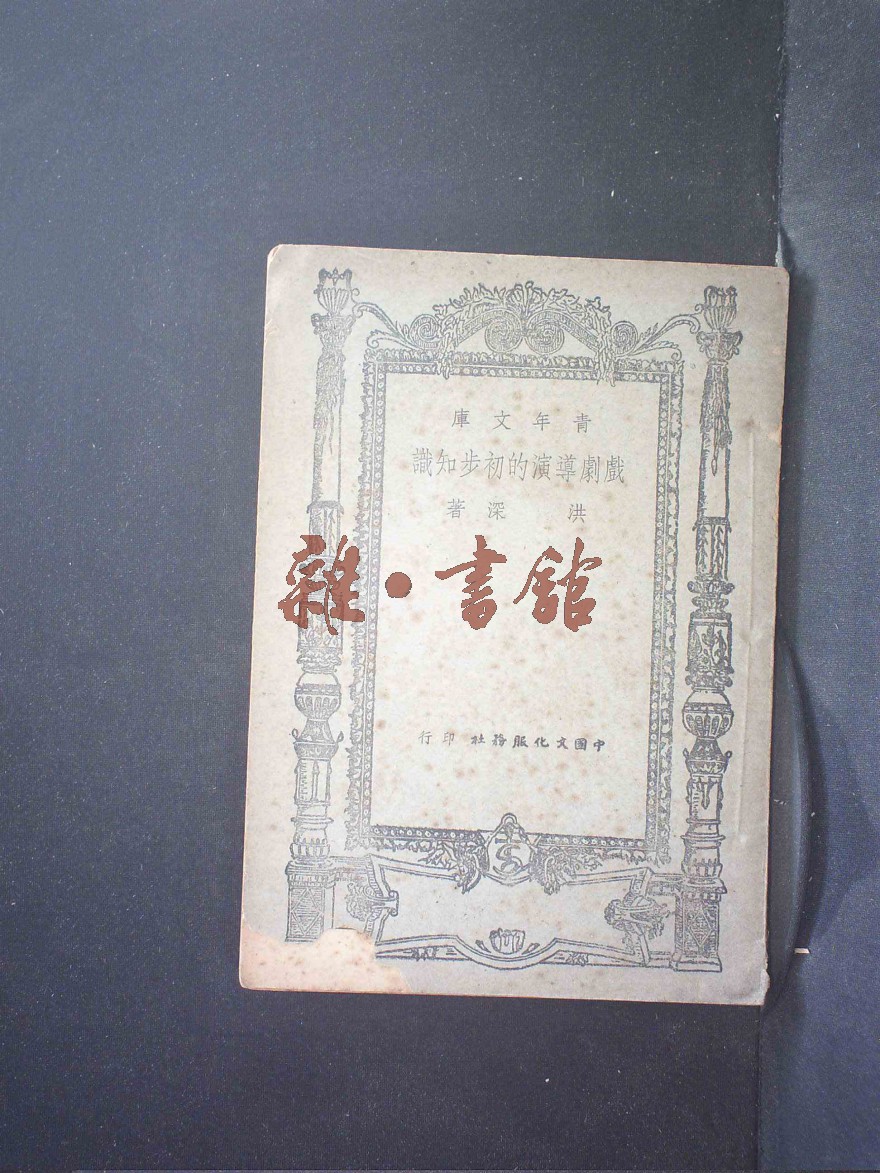 青年文庫
戲劇導演的初步知識
洪深著
雜·書館
中國文化服務社印行